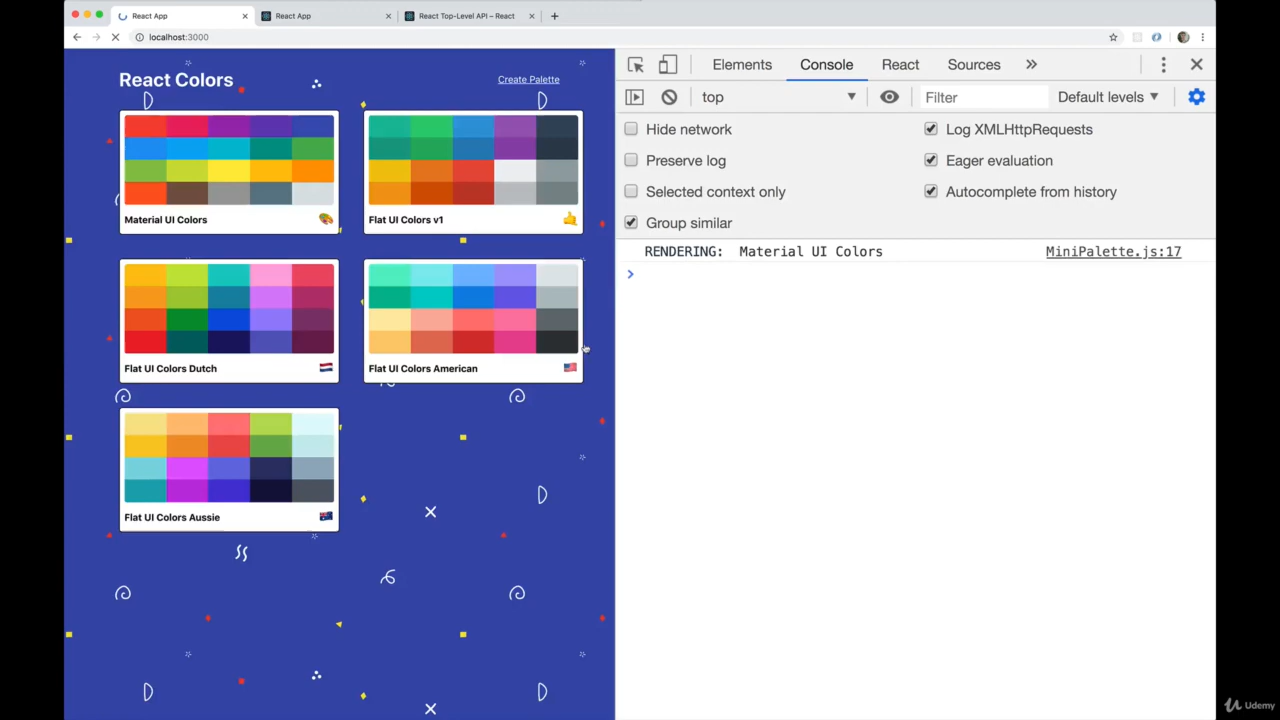 React App
React App
React Top-Level API – React
localhost:3000
React Colors
Create Palette
Material UI Colors
Flat UI Colors v1
Flat UI Colors Dutch
Flat UI Colors American
Flat UI Colors Aussie
Elements
Console
React
Sources
top
Filter
Default levels
Hide network
Log XMLHttpRequests
Preserve log
Eager evaluation
Selected context only
Autocomplete from history
Group similar
RENDERING: Material UI Colors
MiniPalette.js:17
Udemy